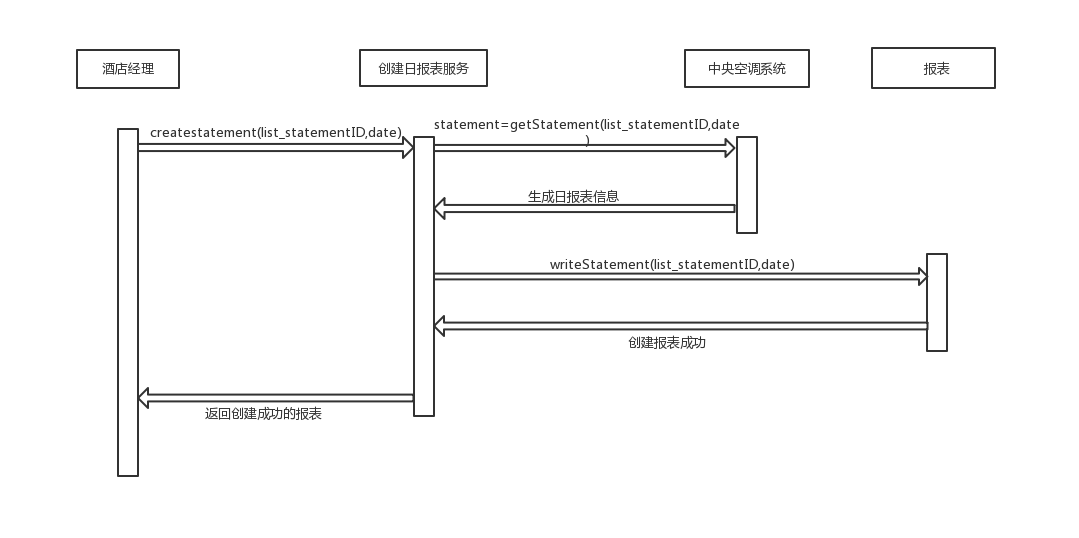 酒店经理
创建日报表服务
中央空调系统
报表
createstatement(list_statementID,date)
statement=getStatement(list_statementID,date
)
生成日报表信息
writeStatement(list_statementID,date)
创建报表成功
返回创建成功的报表